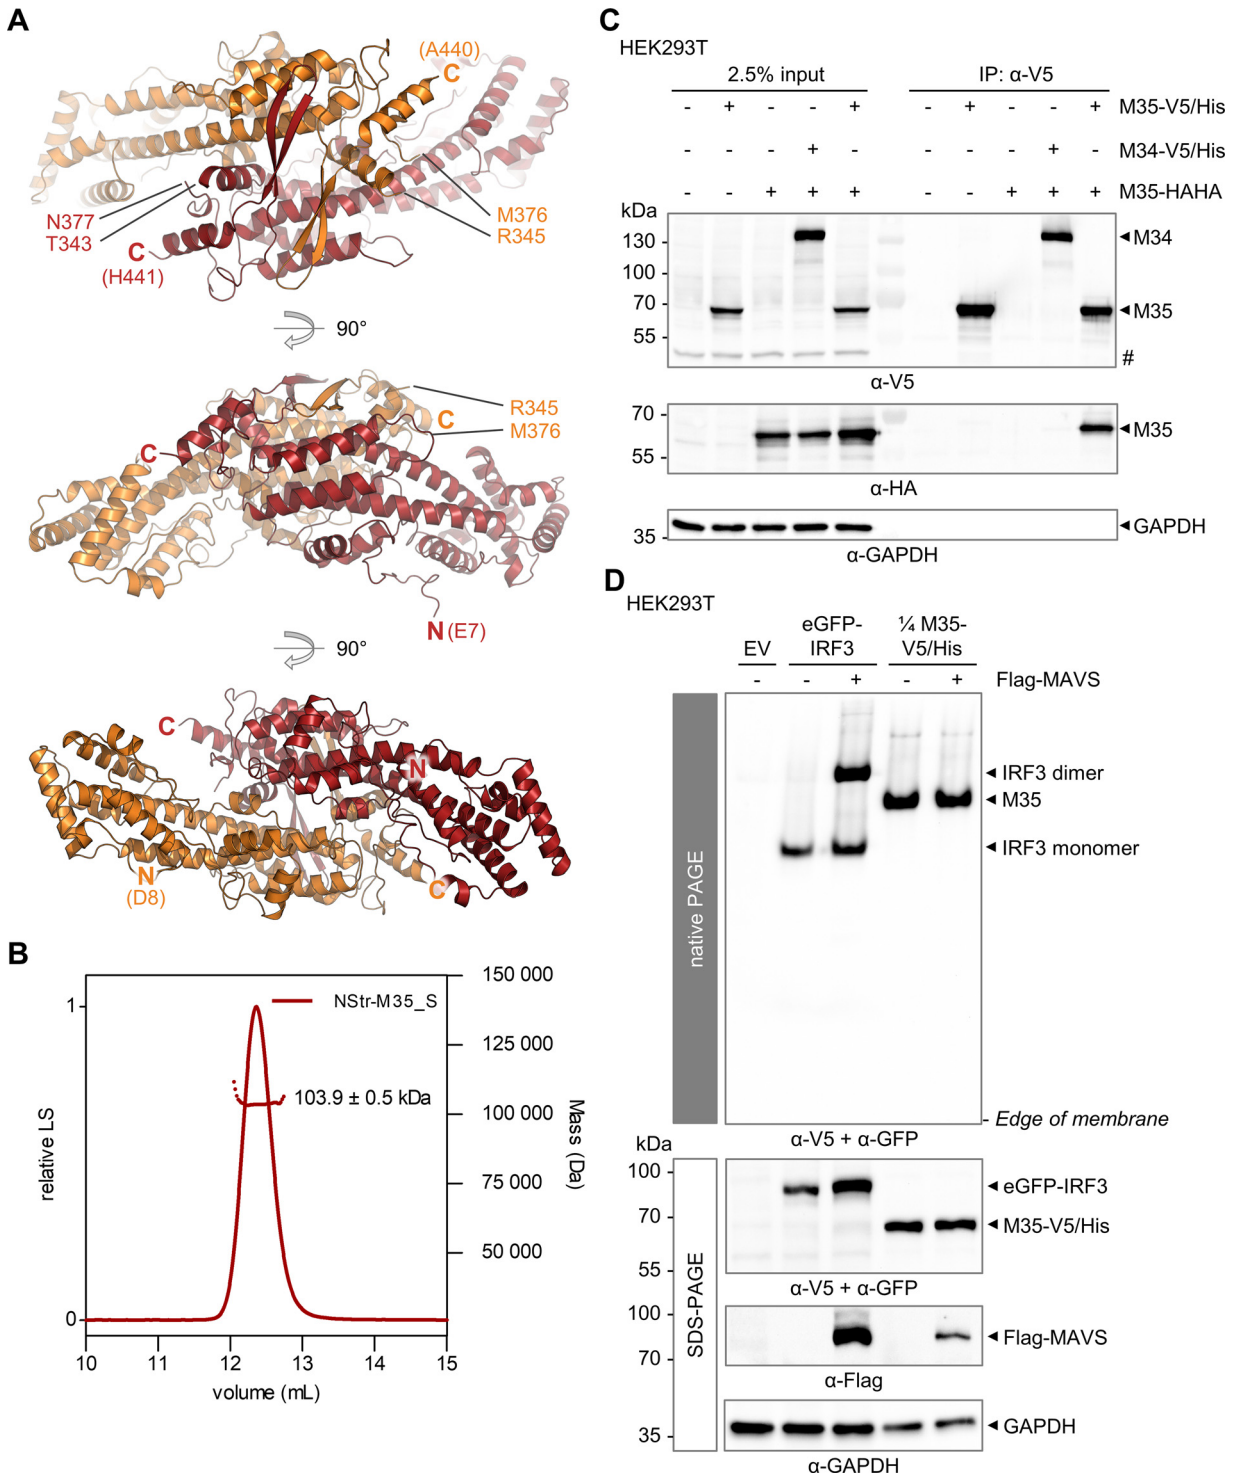 A
(A440)
C
N377
T343
C
(H441)
M376
R345
90°
R345
M376
C
C
N (E7)
90°
C
N
N
(D8)
C
B
1
0
relative LS
NStr-M35_S
103.9 ± 0.5 kDa
150 000
125 000
100 000
75 000
50 000
Mass (Da)
10 11 12 13 14 15
volume (mL)
C
HEK293T
2.5% input IP: α-V5
- + - - + - + - - + M35-V5/His
- - - + - - - - + - M34-V5/His
- - + + + - - + + + M35-HAHA
kDa
130
100
70
55
M34
M35
#
α-V5
70
55
M35
α-HA
35
GAPDH
α-GAPDH
D
HEK293T
EV eGFP-IRF3 ¼ M35-V5/His
- - + - + Flag-MAVS
native PAGE
IRF3 dimer
M35
IRF3 monomer
- Edge of membrane
α-V5 + α-GFP
kDa
SDS-PAGE
100
70
55
eGFP-IRF3
M35-V5/His
α-V5 + α-GFP
100
70
Flag-MAVS
α-Flag
35
GAPDH
α-GAPDH